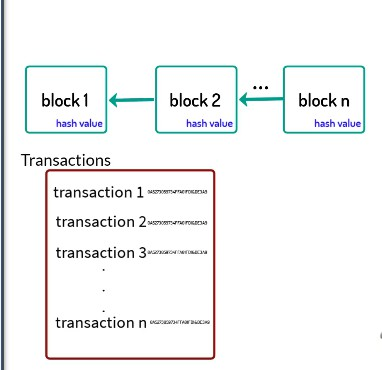 block 1
hash value
block 2
hash value
...
block n
hash value
Transactions
transaction 1
transaction 2
transaction 3
.
.
.
transaction n